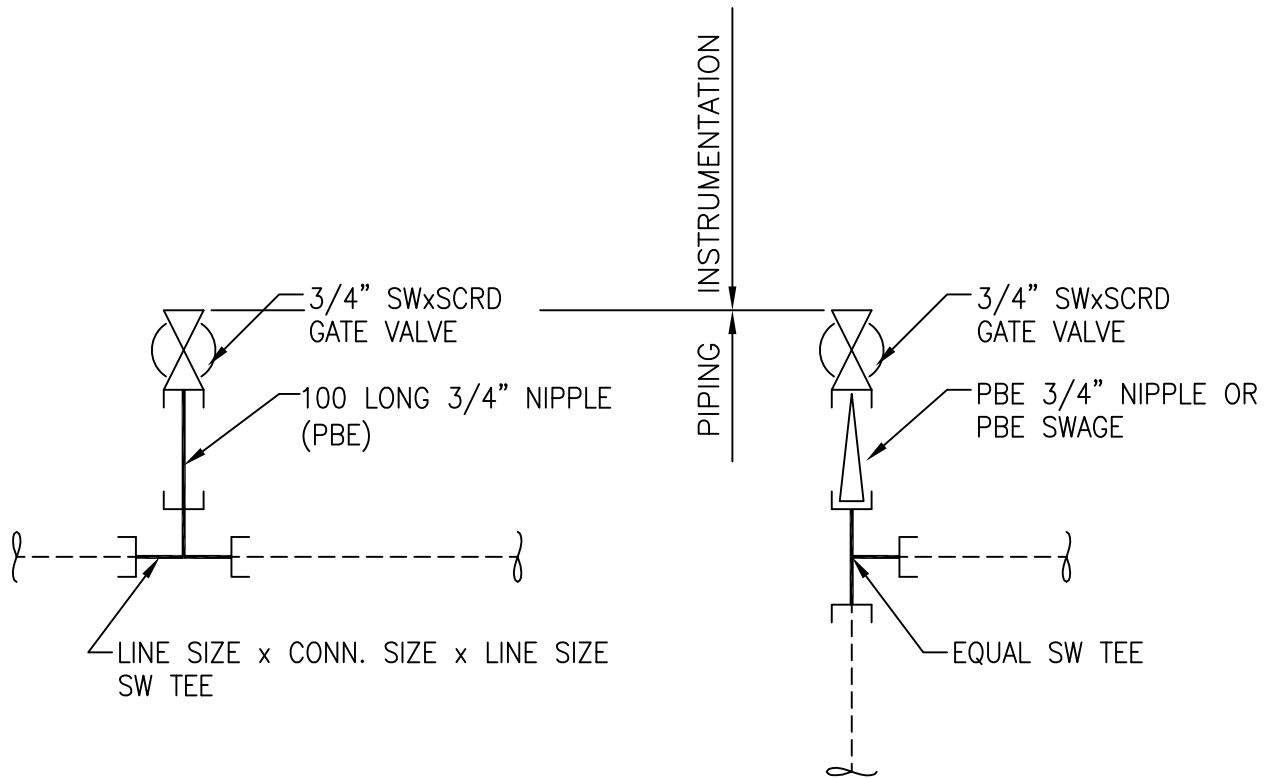 INSTRUMENTATION
PIPING
3/4” SWxSCRD
GATE VALVE
100 LONG 3/4” NIPPLE
(PBE)
LINE SIZE x CONN. SIZE x LINE SIZE
SW TEE
3/4” SWxSCRD
GATE VALVE
PBE 3/4” NIPPLE OR
PBE SWAGE
EQUAL SW TEE